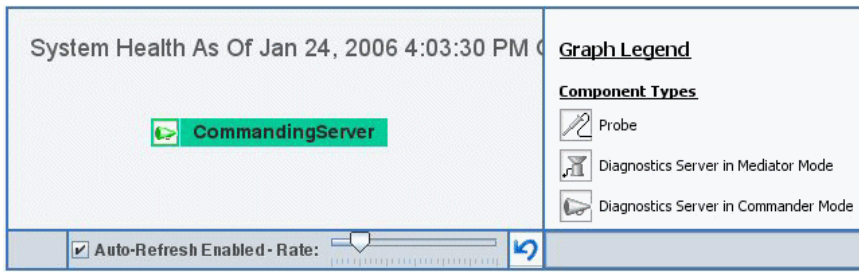 System Health As Of Jan 24, 2006 4:03:30 PM
CommandingServer
Auto-Refresh Enabled - Rate:
Graph Legend
Component Types
Probe
Diagnostics Server in Mediator Mode
Diagnostics Server in Commander Mode